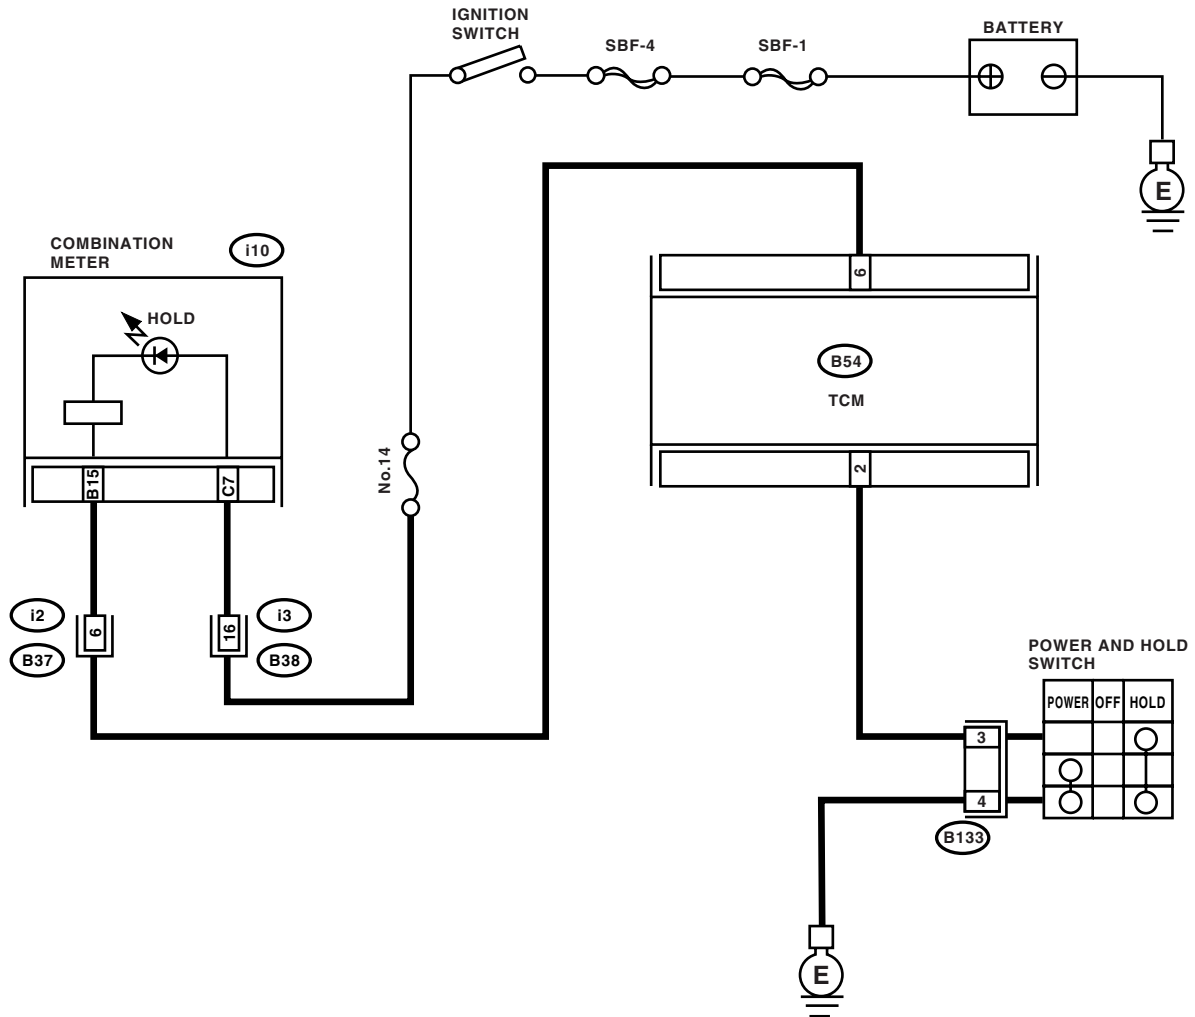 IGNITION
SWITCH
SBF-4
SBF-1
BATTERY
E
COMBINATION
METER
i10
HOLD
B15
C7
No.14
6
B54
TCM
2
i2
B37
6
16
i3
B38
POWER AND HOLD
SWITCH
POWER OFF HOLD
3
4
B133
E